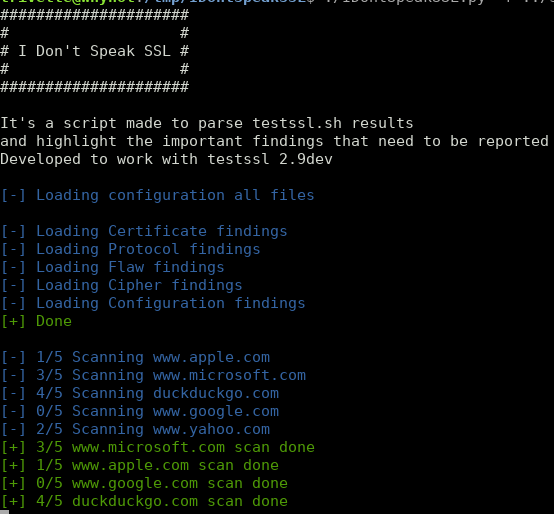 #####################
#                   #
# I Don't Speak SSL #
#                   #
#####################
It's a script made to parse testssl.sh results
and highlight the important findings that need to be reported
Developed to work with testssl 2.9dev
[-] Loading configuration all files
[-] Loading Certificate findings
[-] Loading Protocol findings
[-] Loading Flaw findings
[-] Loading Cipher findings
[-] Loading Configuration findings
[+] Done
[-] 1/5 Scanning www.apple.com
[-] 3/5 Scanning www.microsoft.com
[-] 4/5 Scanning duckduckgo.com
[-] 0/5 Scanning www.google.com
[-] 2/5 Scanning www.yahoo.com
[+] 3/5 www.microsoft.com scan done
[+] 1/5 www.apple.com scan done
[+] 0/5 www.google.com scan done
[+] 4/5 duckduckgo.com scan done